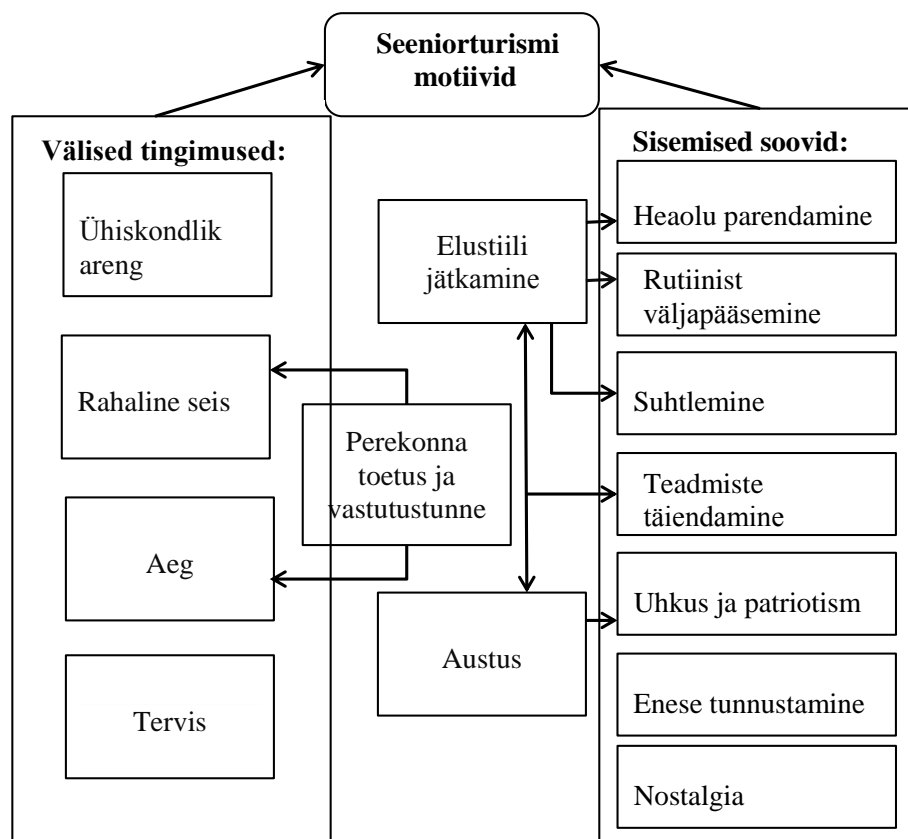 Seeniorturismi
motiivid
Välised tingimused:
Ühiskondlik
areng
Rahaline seis
Aeg
Tervis
Elustiili
jätkamine
Perekonna
toetus ja
vastutustunne
Austus
Sisemised soovid:
Heaolu parendamine
Rutiinist
väljapääsemine
Suhtlemine
Teadmiste
täiendamine
Uhkus ja patriotism
Enese tunnustamine
Nostalgia